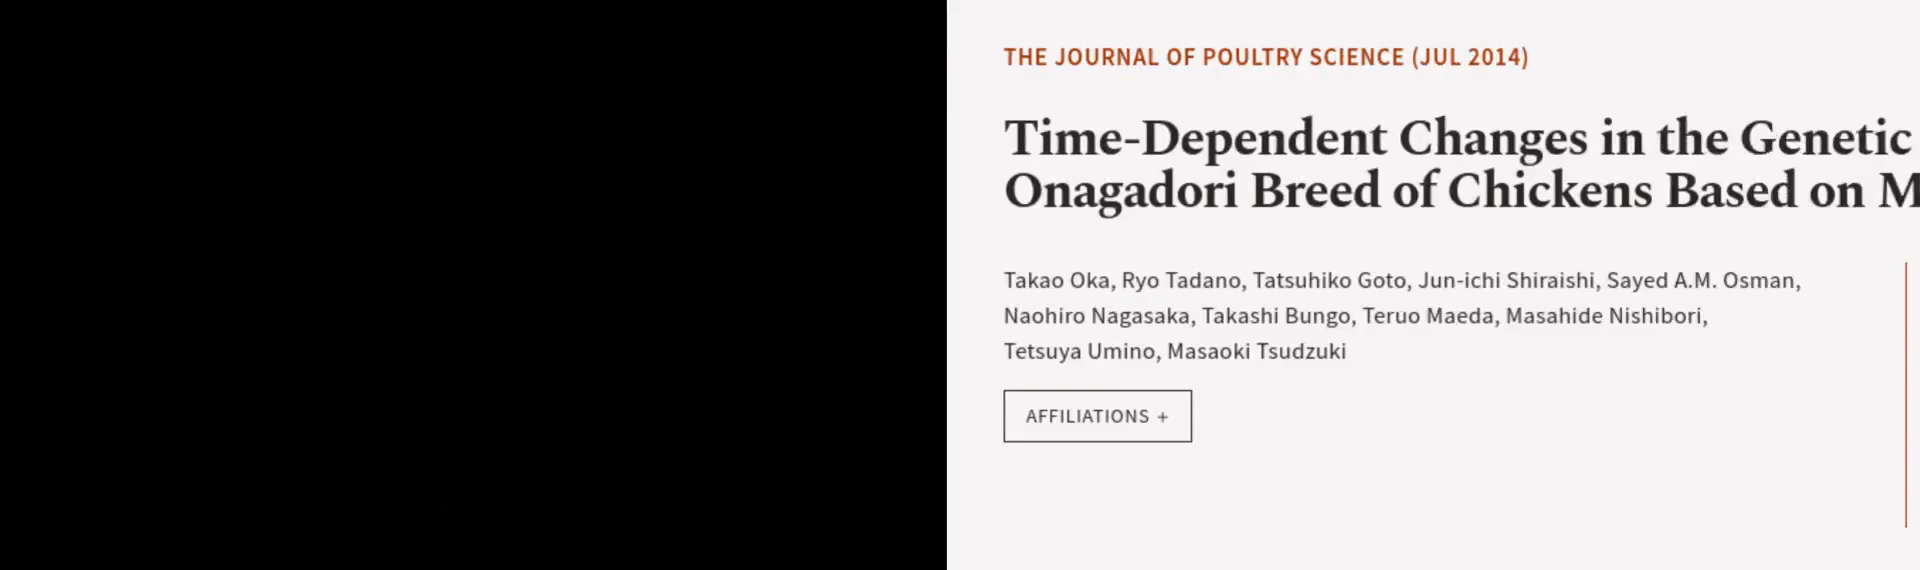 THE JOURNAL OF POULTRY SCIENCE (JUL 2014)
Time-Dependent Changes in the Genetic
Onagadori Breed of Chickens Based on M
Takao Oka, Ryo Tadano, Tatsuhiko Goto, Jun-ichi Shiraishi, Sayed A.M. Osman,
Naohiro Nagasaka, Takashi Bungo, Teruo Maeda, Masahide Nishibori,
Tetsuya Umino, Masaoki Tsudzuki
AFFILIATIONS +